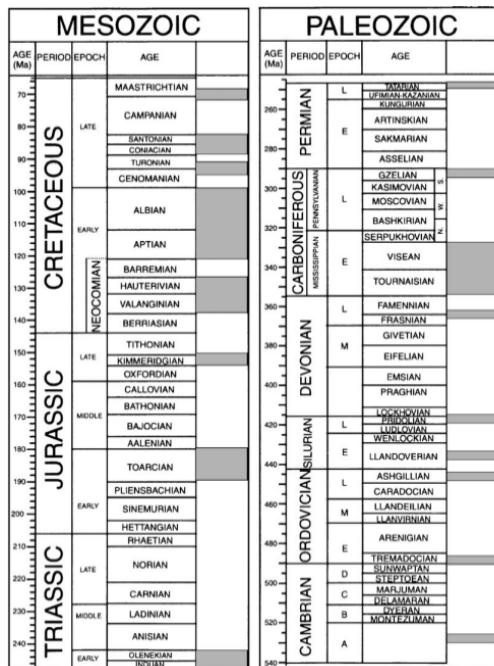 MESOZOIC
AGE (Ma) PERIOD EPOCH AGE
70
80
90
100
110
120
130
140
150
160
170
180
190
200
210
220
230
240
CRETACEOUS
JURASSIC
TRIASSIC
LATE
EARLY
NEOCOMIAN
LATE
MIDDLE
EARLY
LATE
MIDDLE
EARLY
MAASTRICHTIAN
CAMPANIAN
SANTONIAN
CONIACIAN
TURONIAN
CENOMANIAN
ALBIAN
APTIAN
BARREMIAN
HAUTERIVIAN
VALANGINIAN
BERRIASIAN
TITHONIAN
KIMMERIDGIAN
OXFORDIAN
CALLOVIAN
BATHONIAN
BAJOCIAN
AALENIAN
TOARCIAN
PLIENSBACHIAN
SINEMURIAN
HETTANGIAN
RHAETIAN
NORIAN
CARNIAN
LADINIAN
ANISIAN
OLENEKIAN
INDUAN
PALEOZOIC
AGE (Ma) PERIOD EPOCH AGE
260
280
300
320
340
360
380
400
420
440
460
480
500
520
540
PERMIAN
CARBONIFEROUS
PENNSYLVANIAN
MISSISSIPPIAN
DEVONIAN
SILURIAN
ORDOVICIAN
CAMBRIAN
L
E
L
E
L
M
L
E
L
M
E
D
C
B
A
TATARIAN
UFIMIAN-KAZANIAN
KUNGURIAN
ARTINSKIAN
SAKMARIAN
ASSELIAN
GZELIAN
KASIMOVIAN
MOSCOVIAN
BASHKIRIAN
SERPUKHOVIAN
VISEAN
TOURNAISIAN
FAMENNIAN
FRASNIAN
GIVETIAN
EIFELIAN
EMSIAN
PRAGHIAN
LOCKHOVIAN
PRIDOLIAN
LUDLOVIAN
WENLOCKIAN
LLANDOVERIAN
ASHGILLIAN
CARADOCIAN
LLANDEILIAN
LLANVIRNIAN
ARENIGIAN
TREMADOCIAN
SUNWAPTAN
STEPTOEAN
MARJUMAN
DELAMARAN
DYERAN
MONTEZUMAN
S.
W.
N.